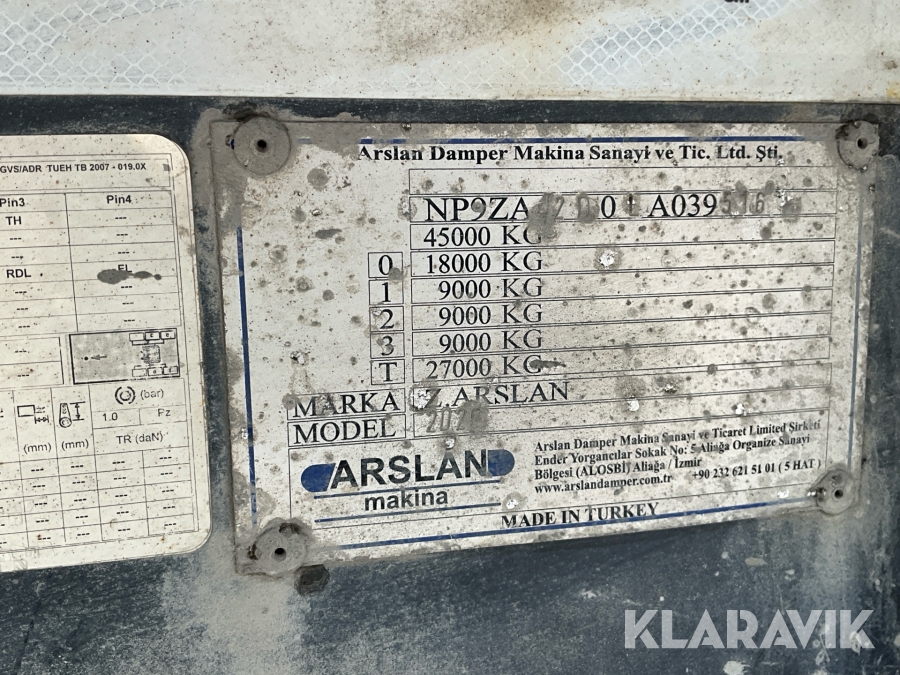 GVS/ADR TUEH TB 2007 - 019.0X
Pin3 Pin4
TH ---
--- ---
--- ---
RDL EL
--- ---
--- ---
--- ---
(bar)
1.0 Pz
(mm) (mm) TR (daN)
Arslan Damper Makina Sanayi ve Tic. Ltd. Şti.
NP9ZA 0 A039
45000 KG
0 18000 KG
1 9000 KG
2 9000 KG
3 9000 KG
T 27000 KG
MARKA Z.ARSLAN
MODEL
ARSLAN
makina
Arslan Damper Makina Sanayi ve Ticaret Limited Şirketi
Ender Yorgancılar Sokak No: 5 Aliağa Organize Sanayi
Bölgesi (ALOSBİ) Aliağa / İzmir
www.arslandamper.com.tr +90 232 621 51 01 ( 5 HAT )
MADE IN TURKEY
KLARAVIK